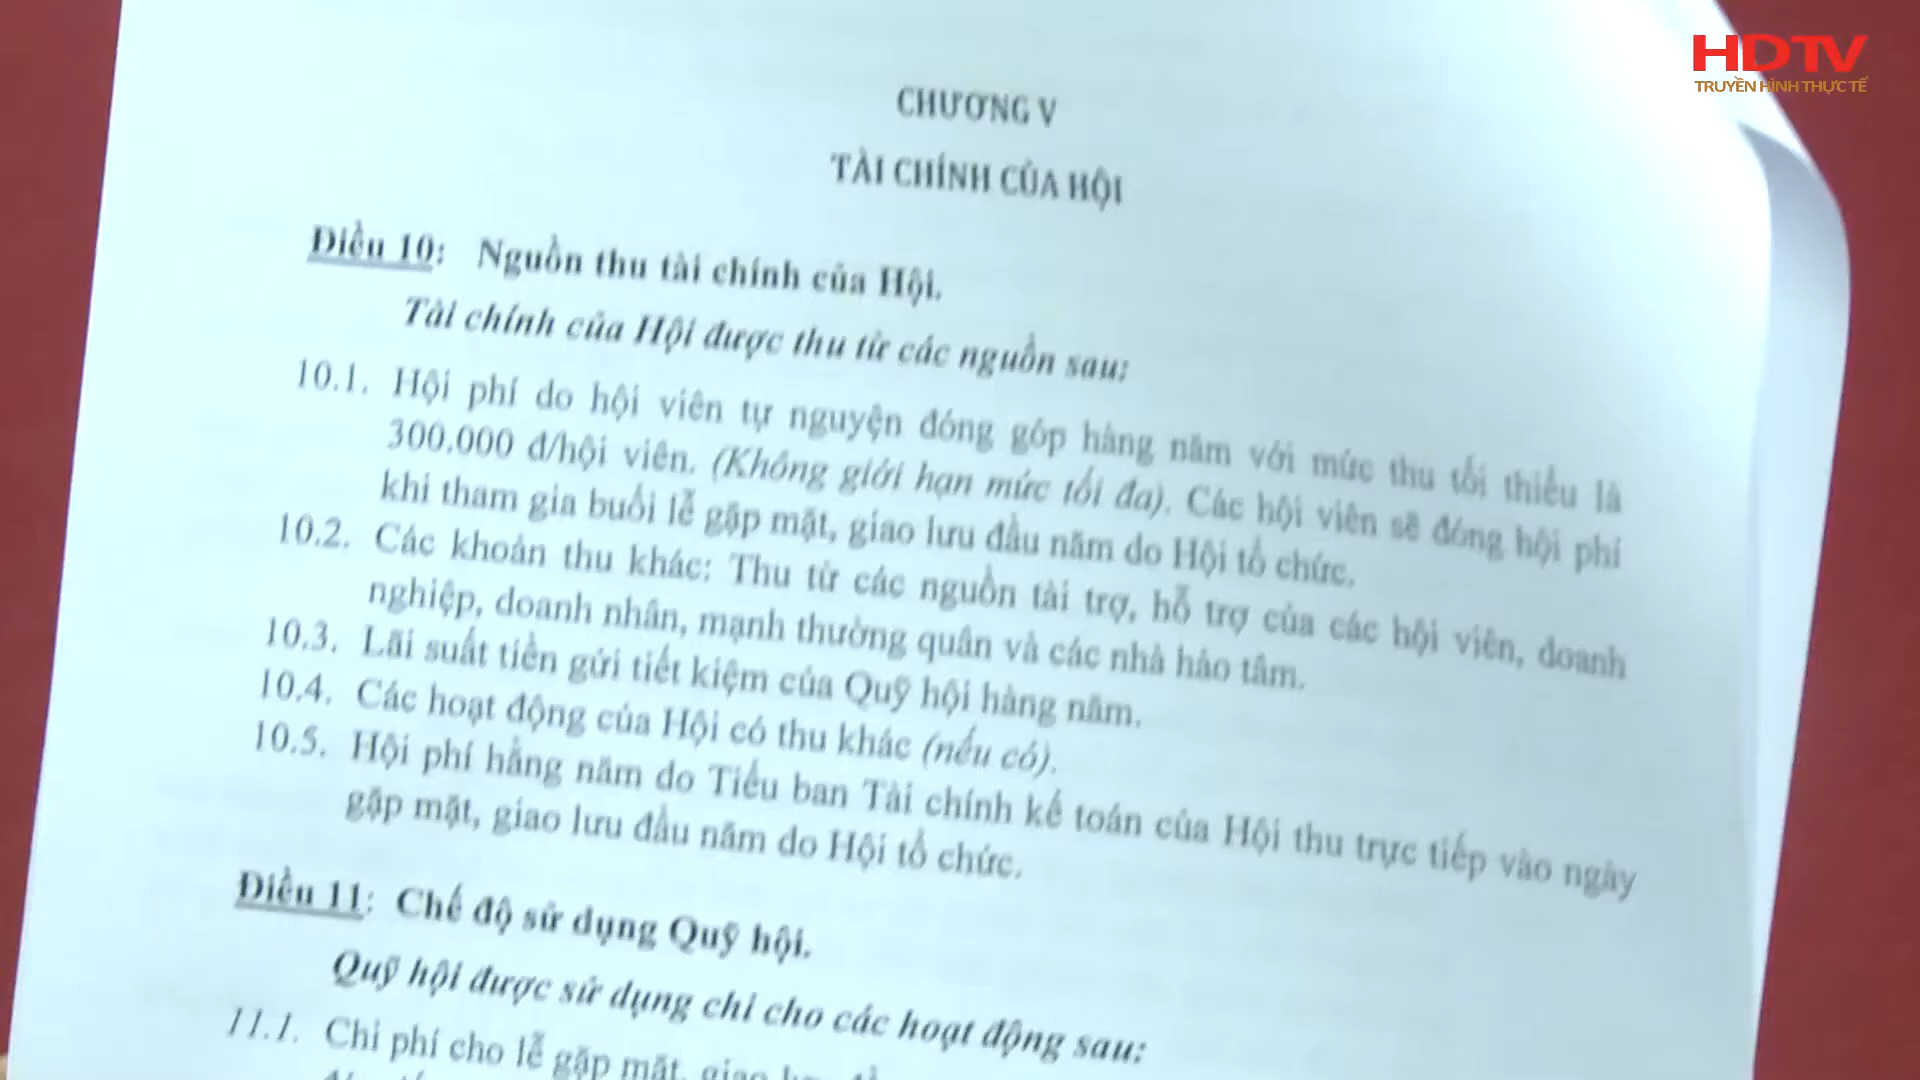 HDTV
TRUYỀN HÌNH THỰC TẾ
CHƯƠNG V
TÀI CHÍNH CỦA HỘI
Điều 10: Nguồn thu tài chính của Hội.
Tài chính của Hội được thu từ các nguồn sau:
10.1. Hội phí do hội viên tự nguyện đóng góp hàng năm với mức thu tối thiểu là
300.000 đ/hội viên. (Không giới hạn mức tối đa). Các hội viên sẽ đóng hội phí
khi tham gia buổi lễ gặp mặt, giao lưu đầu năm do Hội tổ chức.
10.2. Các khoản thu khác: Thu từ các nguồn tài trợ, hỗ trợ của các hội viên, doanh
nghiệp, doanh nhân, mạnh thường quân và các nhà hảo tâm.
10.3. Lãi suất tiền gửi tiết kiệm của Quỹ hội hàng năm.
10.4. Các hoạt động của Hội có thu khác (nếu có).
10.5. Hội phí hằng năm do Tiểu ban Tài chính kế toán của Hội thu trực tiếp vào ngày
gặp mặt, giao lưu đầu năm do Hội tổ chức.
Điều 11: Chế độ sử dụng Quỹ hội.
Quỹ hội được sử dụng chi cho các hoạt động sau:
11.1. Chi phí cho lễ gặp mặt, giao